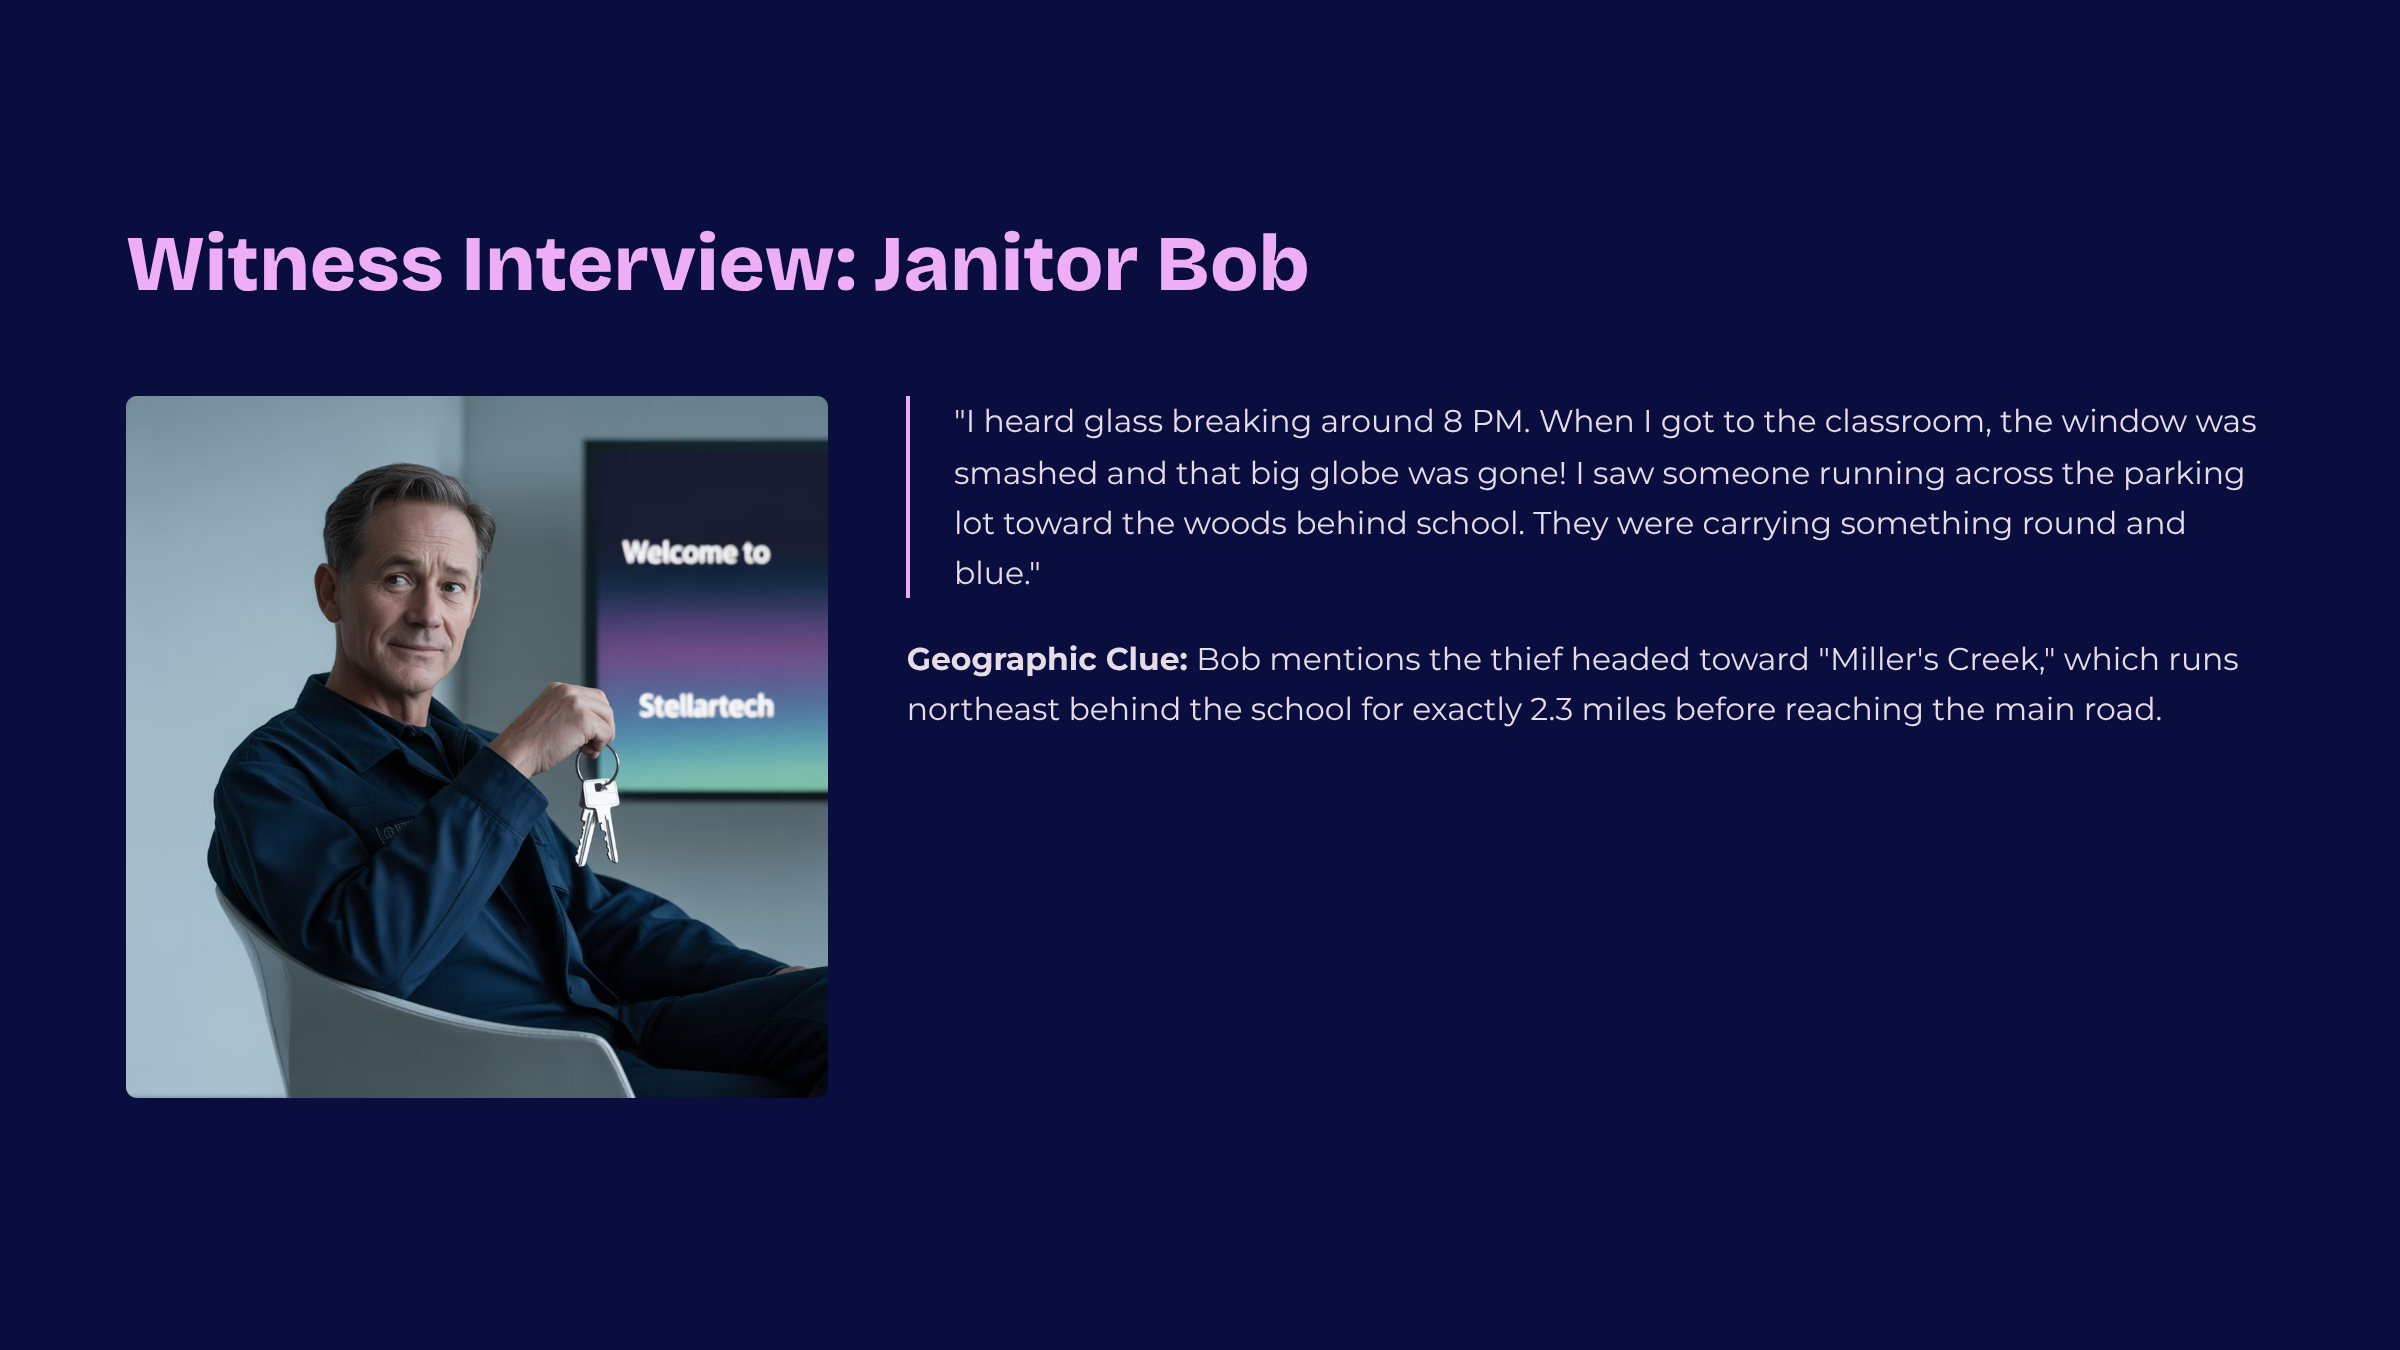 Witness Interview: Janitor Bob
Welcome to
Stellartech
"I heard glass breaking around 8 PM. When I got to the classroom, the window was
smashed and that big globe was gone! I saw someone running across the parking
lot toward the woods behind school. They were carrying something round and
blue."
Geographic Clue: Bob mentions the thief headed toward "Miller's Creek," which runs
northeast behind the school for exactly 2.3 miles before reaching the main road.